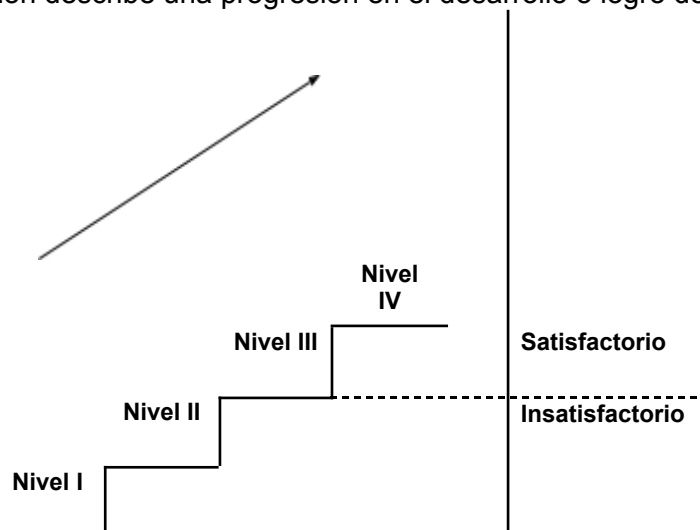 describe una progresión en el desarrollo o logro de
Nivel
IV
Nivel III
Satisfactorio
Nivel II
Insatisfactorio
Nivel I